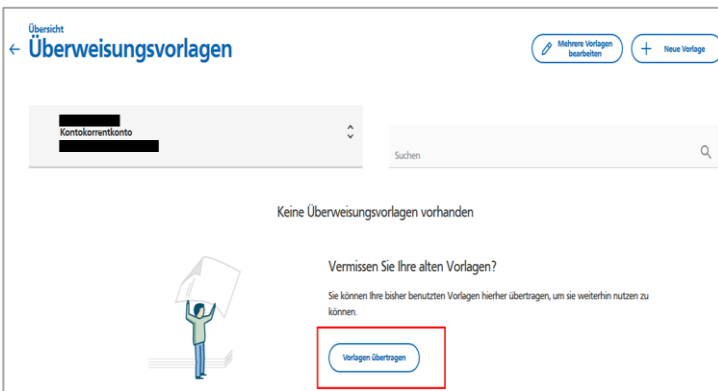 Übersicht
← Überweisungsvorlagen
Mehrere Vorlagen
bearbeiten
Neue Vorlage
Kontokorrentkonto
Suchen
Keine Überweisungsvorlagen vorhanden
Vermissen Sie Ihre alten Vorlagen?
Sie können Ihre bisher benutzten Vorlagen hierher übertragen, um sie weiterhin nutzen zu
können.
Vorlagen übertragen